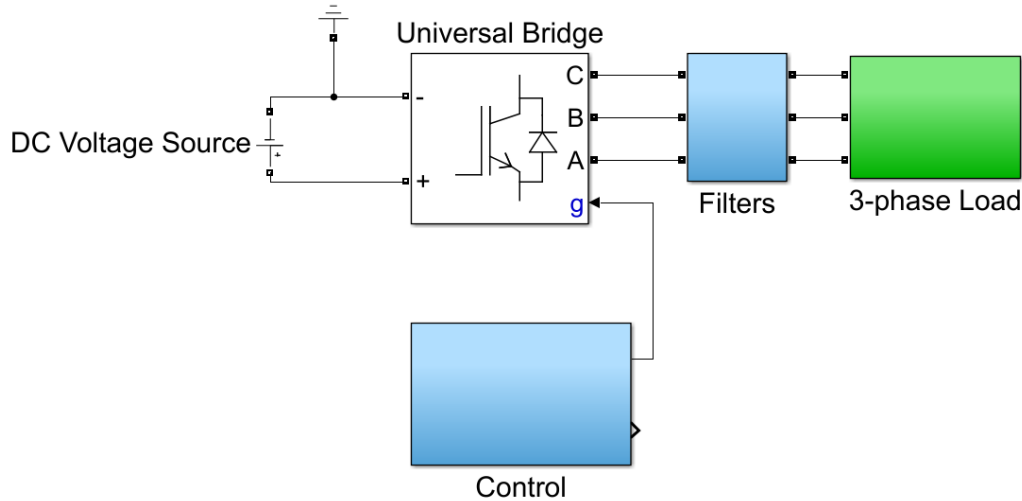 Universal Bridge
DC Voltage Source
-
+
+
C
B
A
g
Filters
3-phase Load
Control